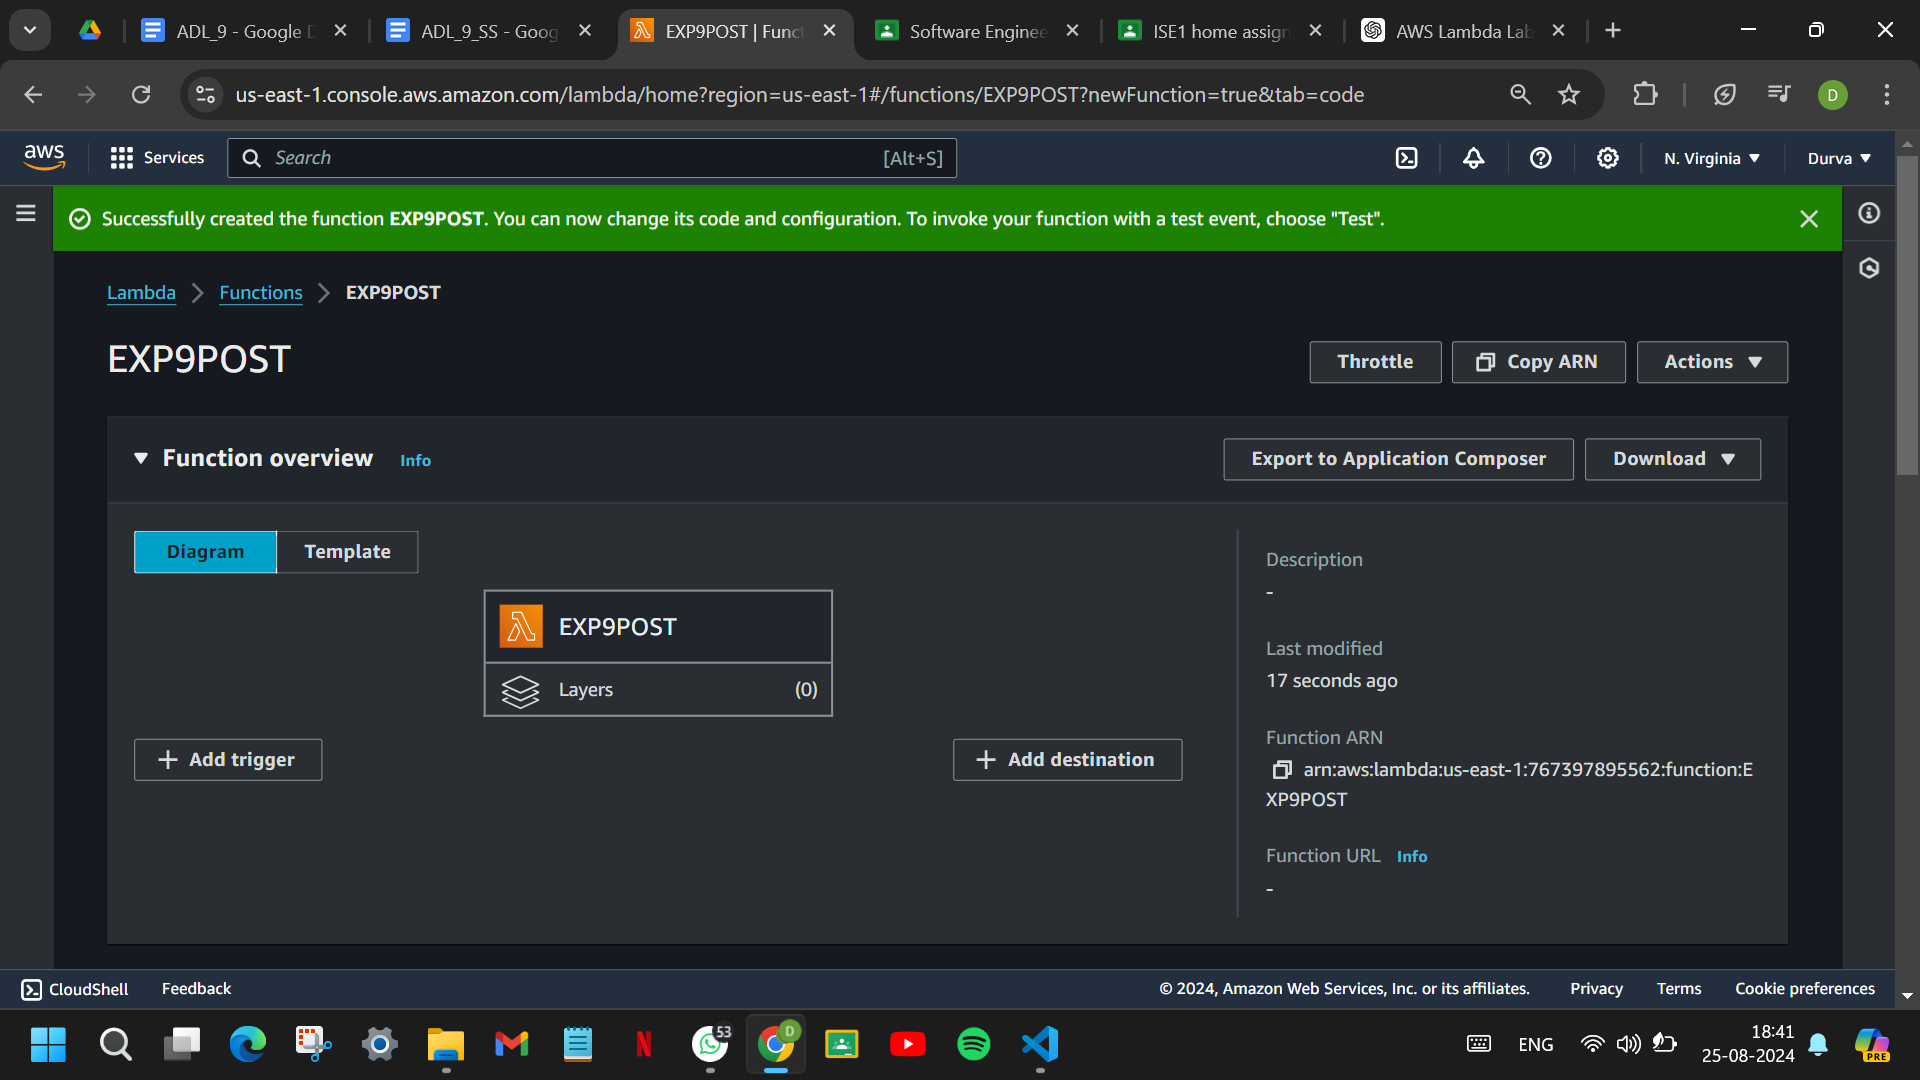 ADL_9 - Google D
ADL_9_SS - Goog
EXP9POST | Funct
Software Enginee
ISE1 home assign
AWS Lambda Lab
us-east-1.console.aws.amazon.com/lambda/home?region=us-east-1#/functions/EXP9POST?newFunction=true&tab=code
D
aws
Services
Search
[Alt+S]
N. Virginia
Durva
Successfully created the function EXP9POST. You can now change its code and configuration. To invoke your function with a test event, choose "Test".
Lambda
Functions
EXP9POST
EXP9POST
Throttle
Copy ARN
Actions
Function overview
Info
Export to Application Composer
Download
Diagram
Template
EXP9POST
Layers
(0)
Add trigger
Add destination
Description
-
Last modified
17 seconds ago
Function ARN
arn:aws:lambda:us-east-1:767397895562:function:E
XP9POST
Function URL
Info
-
CloudShell
Feedback
© 2024, Amazon Web Services, Inc. or its affiliates.
Privacy
Terms
Cookie preferences
53
D
ENG
18:41
25-08-2024
PRE